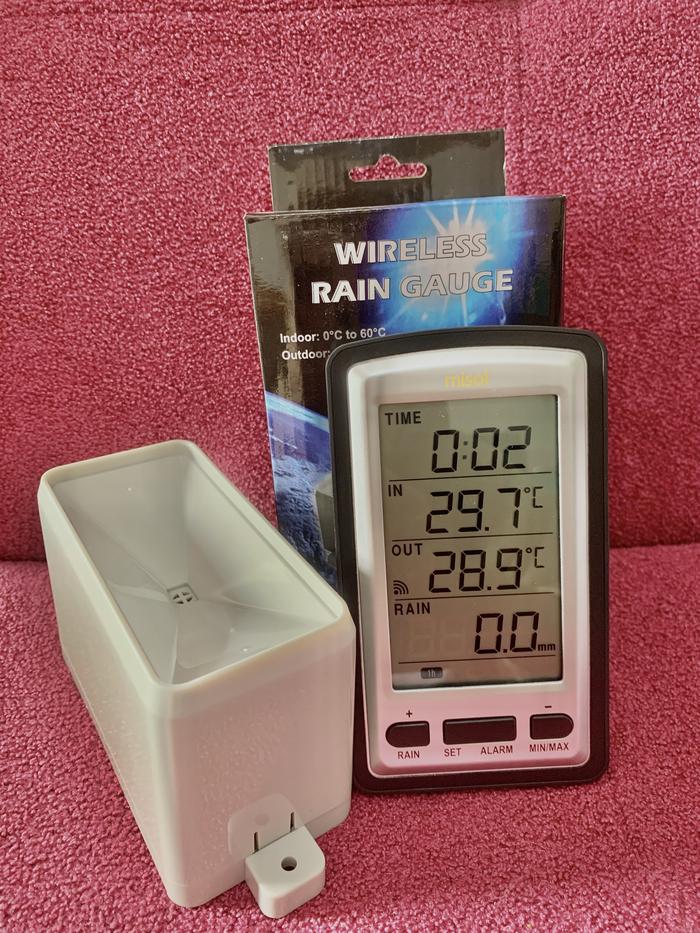 WIRELESS
RAIN GAUGE
Indoor: 0°C to 60°C
Outdoor:
misol
TIME
0:02
IN
29.7°C
OUT
28.9°C
RAIN
0.0mm
1h
+ −
RAIN SET ALARM MIN/MAX